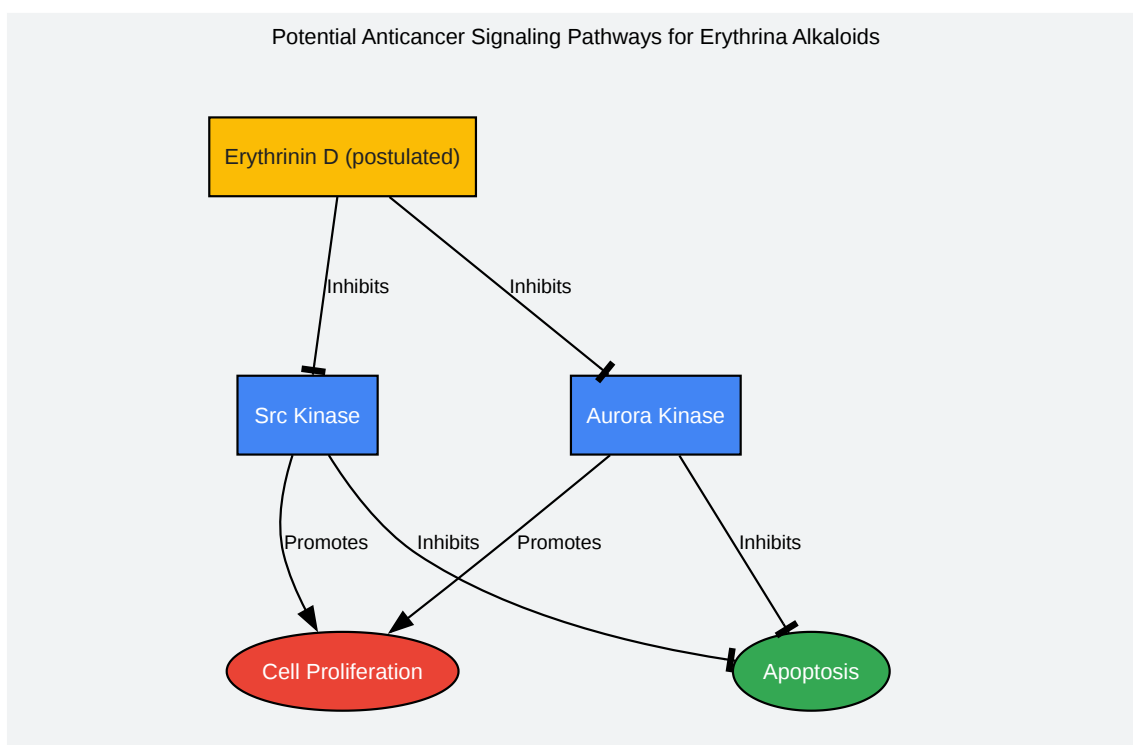 Potential Anticancer Signaling Pathways for Erythrina Alkaloids
Erythrinin D (postulated)
Inhibits
Inhibits
Src Kinase
Aurora Kinase
Promotes
Inhibits
Promotes
Inhibits
Cell Proliferation
Apoptosis